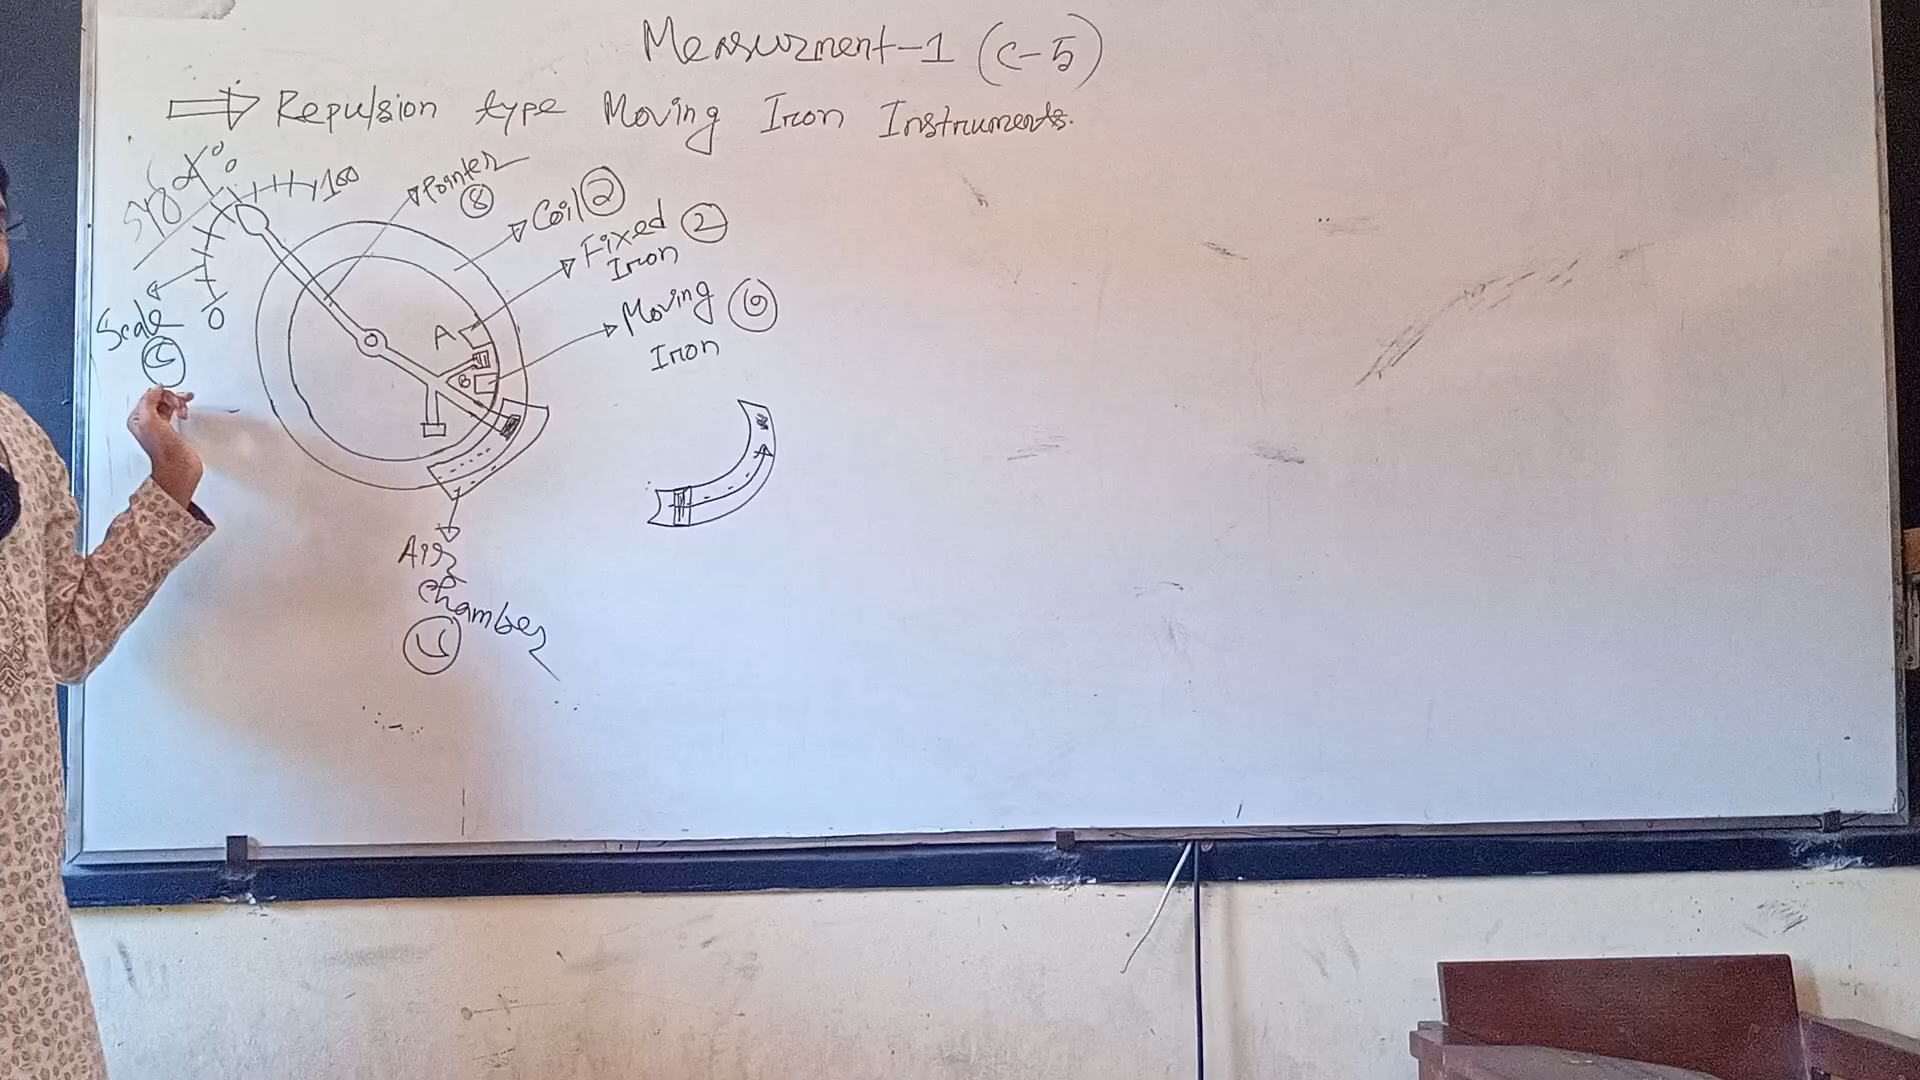 Measurment-1 (C-5)
Repulsion type Moving Iron Instruments.
100
Pointer
Coil
Fixed
Iron
Moving
Iron
A
B
0
Scale
Air
Chamber